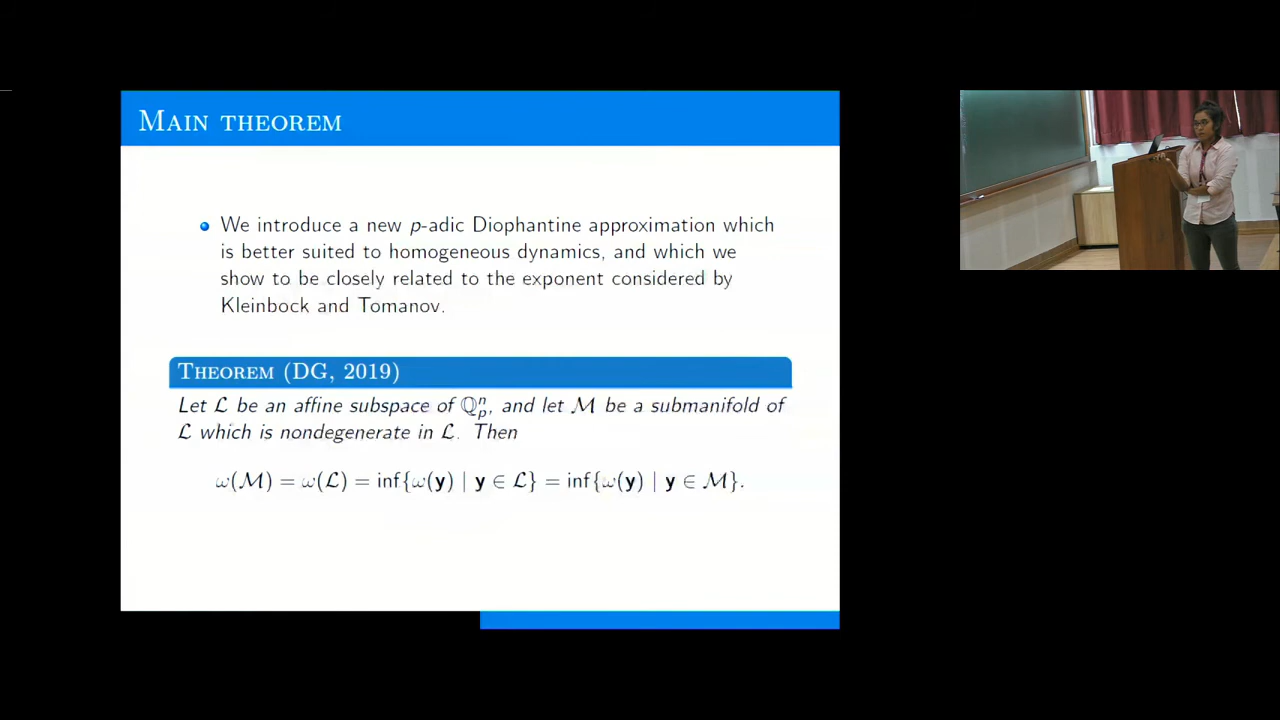 Main theorem
We introduce a new p-adic Diophantine approximation which
is better suited to homogeneous dynamics, and which we
show to be closely related to the exponent considered by
Kleinbock and Tomanov.
Theorem (DG, 2019)
Let ℒ be an affine subspace of ℚₚⁿ, and let ℳ be a submanifold of
ℒ which is nondegenerate in ℒ. Then
ω(ℳ) = ω(ℒ) = inf{ω(y) | y ∈ ℒ} = inf{ω(y) | y ∈ ℳ}.